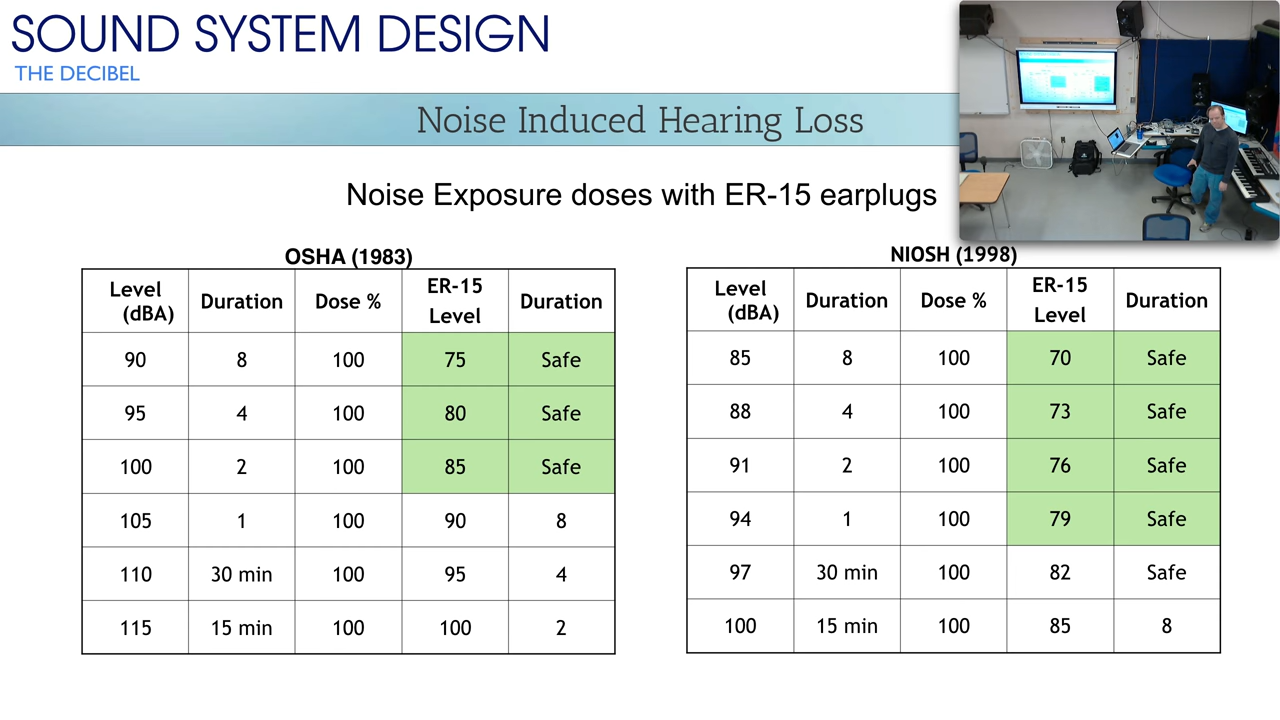 SOUND SYSTEM DESIGN
THE DECIBEL
Noise Induced Hearing Loss
Noise Exposure doses with ER-15 earplugs
OSHA (1983)
Level (dBA) Duration Dose % ER-15 Level Duration
90 8 100 75 Safe
95 4 100 80 Safe
100 2 100 85 Safe
105 1 100 90 8
110 30 min 100 95 4
115 15 min 100 100 2
NIOSH (1998)
Level (dBA) Duration Dose % ER-15 Level Duration
85 8 100 70 Safe
88 4 100 73 Safe
91 2 100 76 Safe
94 1 100 79 Safe
97 30 min 100 82 Safe
100 15 min 100 85 8